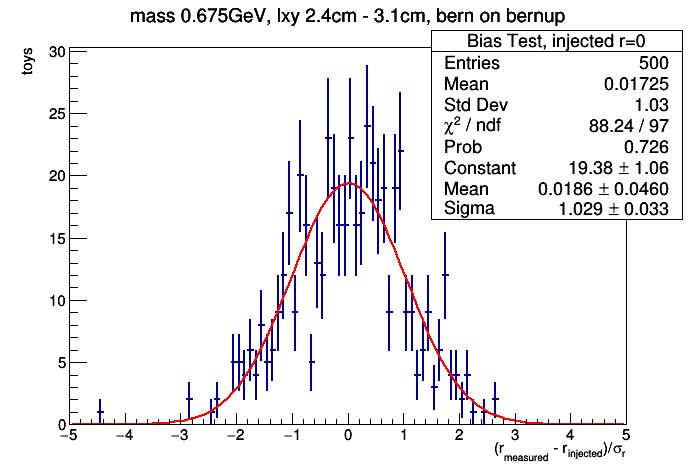 mass 0.675GeV, lxy 2.4cm - 3.1cm, bern on bernup
Bias Test, injected r=0
Entries 500
Mean 0.01725
Std Dev 1.03
χ² / ndf 88.24 / 97
Prob 0.726
Constant 19.38 ± 1.06
Mean 0.0186 ± 0.0460
Sigma 1.029 ± 0.033
toys
30
25
20
15
10
5
0
−5 −4 −3 −2 −1 0 1 2 3 4 5
(r_measured - r_injected)/σ_r